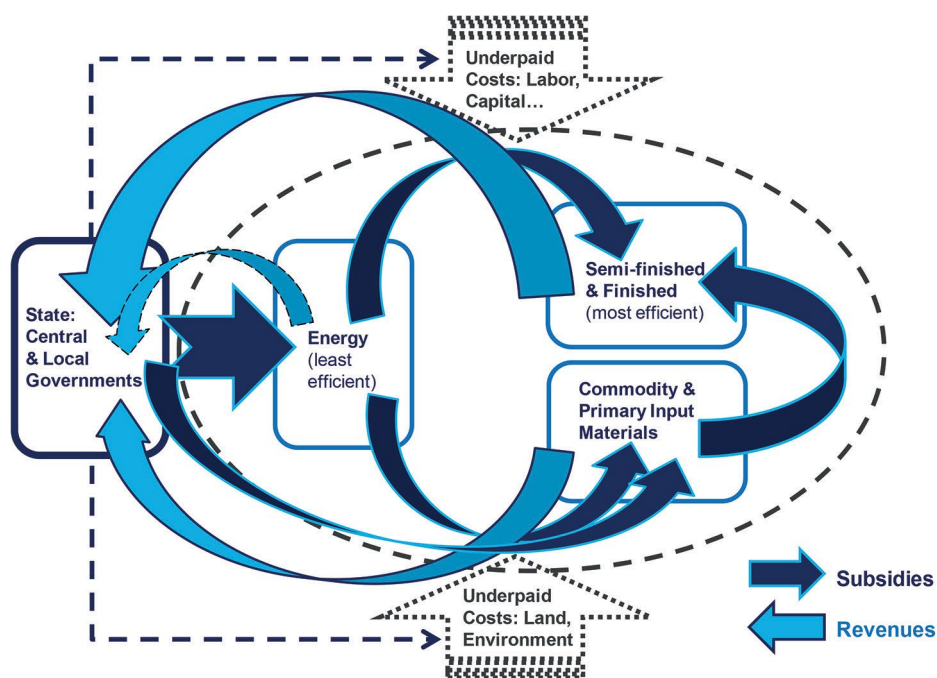 Underpaid
Costs: Labor,
Capital…
State:
Central
& Local
Governments
Energy
(least
efficient)
Semi-finished
& Finished
(most efficient)
Commodity &
Primary Input
Materials
Underpaid
Costs: Land,
Environment
Subsidies
Revenues